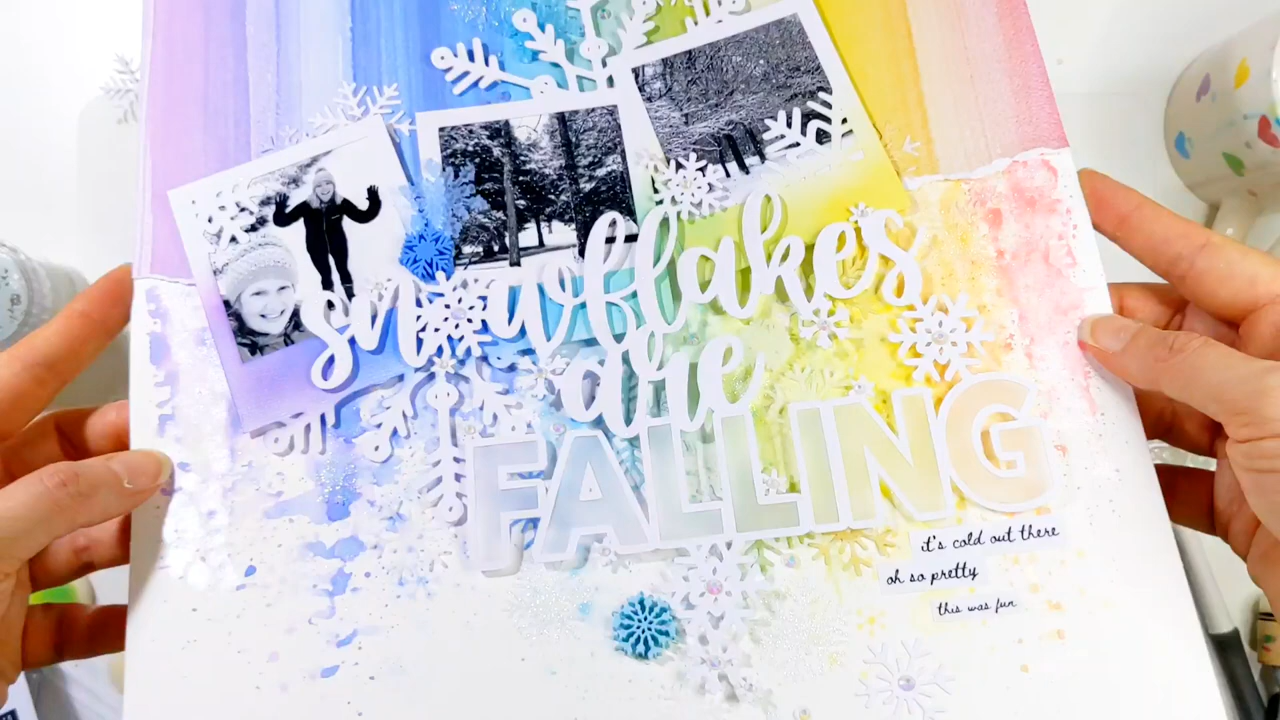 snowflakes
are
FALLING
it's cold out there
oh so pretty
this was fun